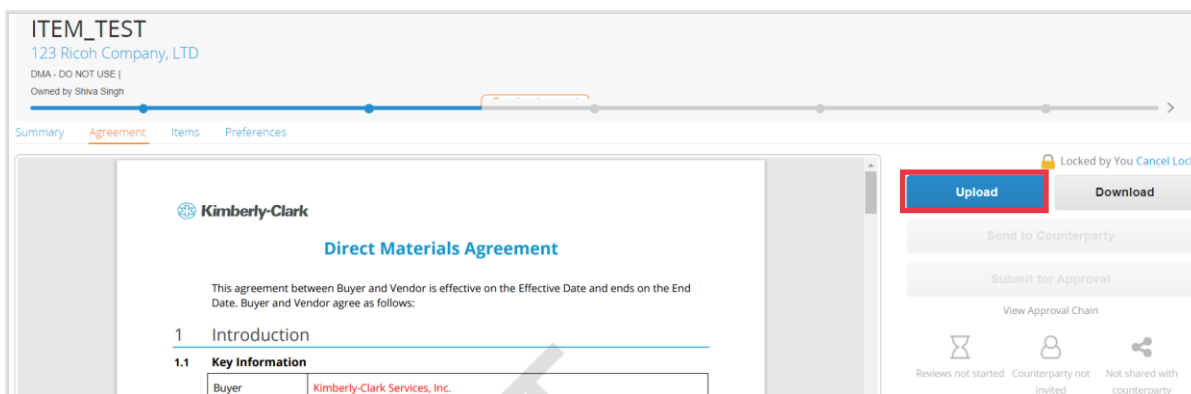 ITEM_TEST
123 Ricoh Company, LTD
DMA - DO NOT USE |
Owned by Shiva Singh
Summary Agreement Items Preferences
Locked by You Cancel Loc
Upload Download
Kimberly-Clark
Send to Counterparty
Direct Materials Agreement
Submit for Approval
This agreement between Buyer and Vendor is effective on the Effective Date and ends on the End
Date. Buyer and Vendor agree as follows:
View Approval Chain
1 Introduction
1.1 Key Information
Reviews not started Counterparty not invited Not shared with counterparty
Buyer Kimberly-Clark Services, Inc.